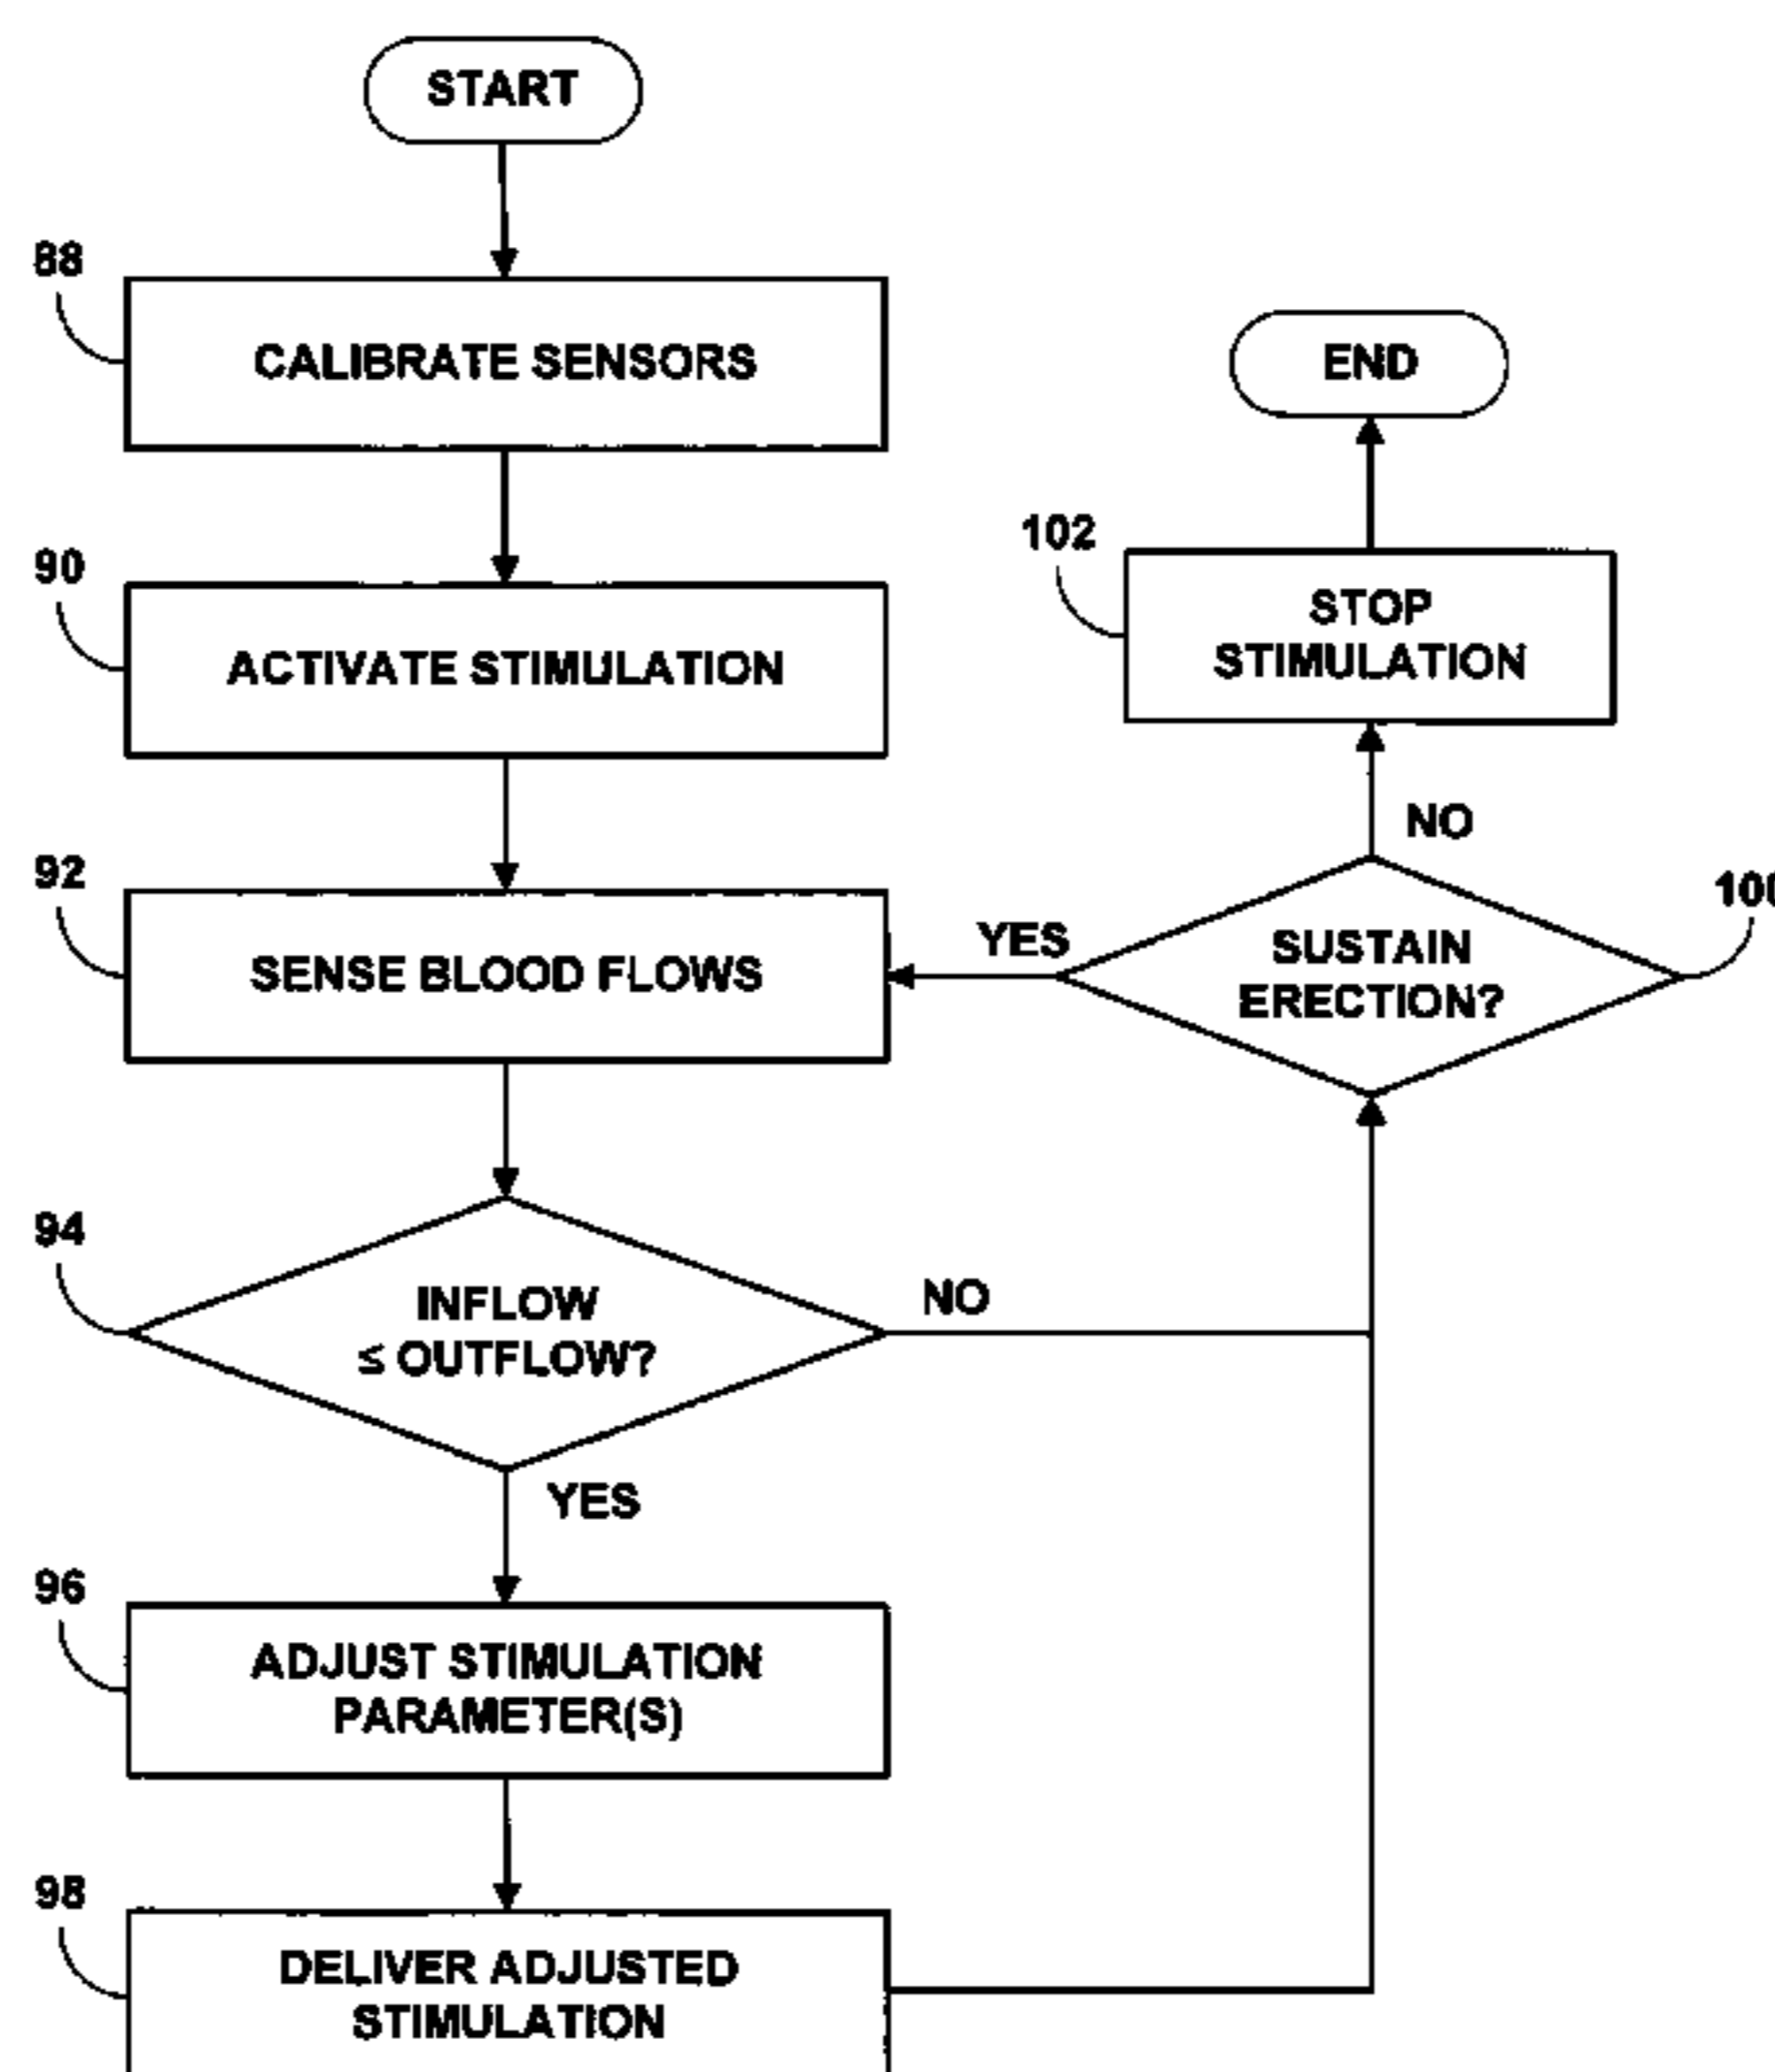 START
88
CALIBRATE SENSORS
90
ACTIVATE STIMULATION
92
SENSE BLOOD FLOWS
94
INFLOW
≤ OUTFLOW?
NO
YES
96
ADJUST STIMULATION
PARAMETER(S)
98
DELIVER ADJUSTED
STIMULATION
100
SUSTAIN
ERECTION?
YES
NO
102
STOP
STIMULATION
END